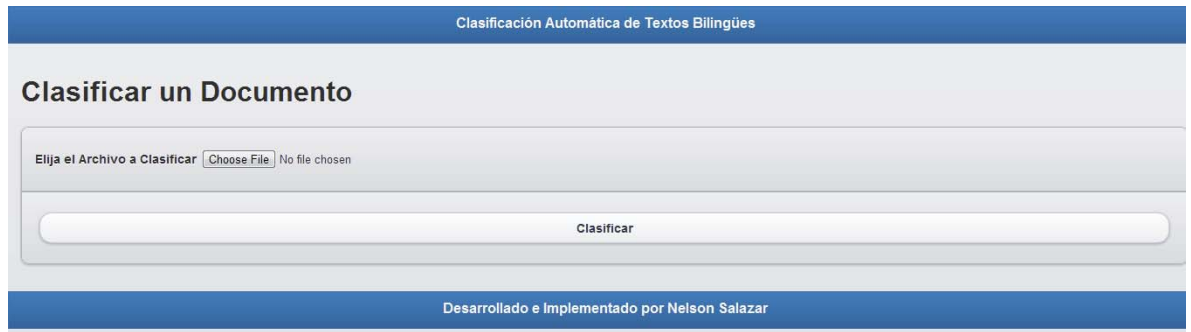 Clasificación Automática de Textos Bilingües
Clasificar un Documento
Elija el Archivo a Clasificar Choose File No file chosen
Clasificar
Desarrollado e Implementado por Nelson Salazar